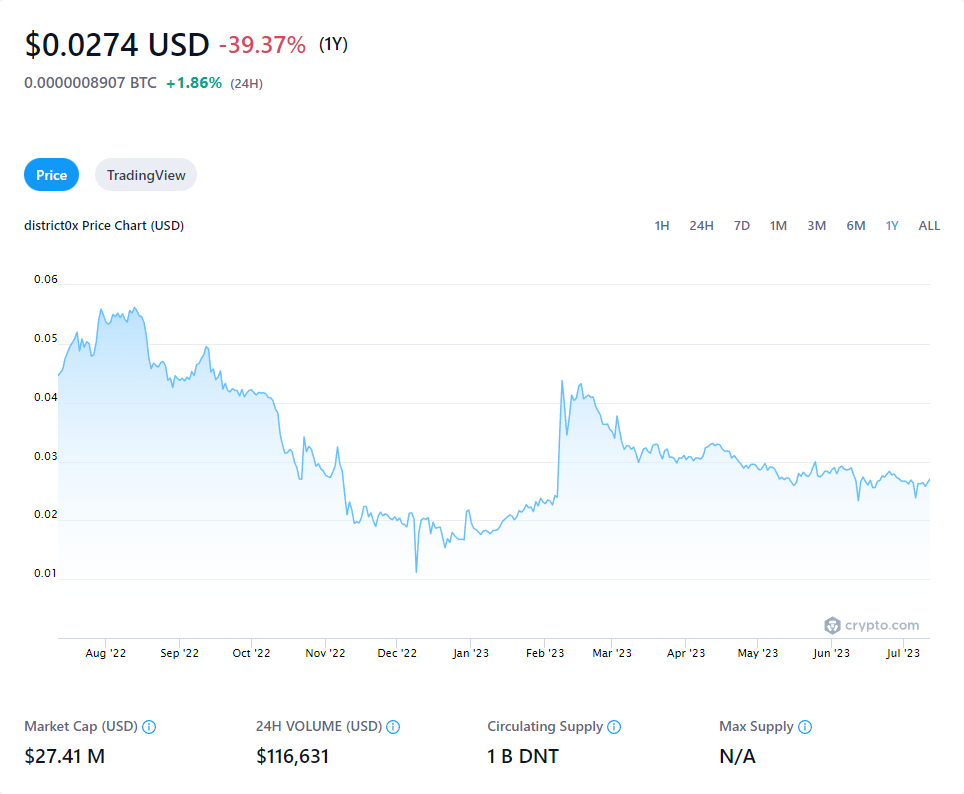 $0.0274 USD -39.37% (1Y)
0.0000008907 BTC +1.86% (24H)
Price TradingView
district0x Price Chart (USD) 1H 24H 7D 1M 3M 6M 1Y ALL
0.06
0.05
0.04
0.03
0.02
0.01
crypto.com
Aug '22 Sep '22 Oct '22 Nov '22 Dec '22 Jan '23 Feb '23 Mar '23 Apr '23 May '23 Jun '23 Jul '23
Market Cap (USD) 24H VOLUME (USD) Circulating Supply Max Supply
$27.41 M $116,631 1 B DNT N/A